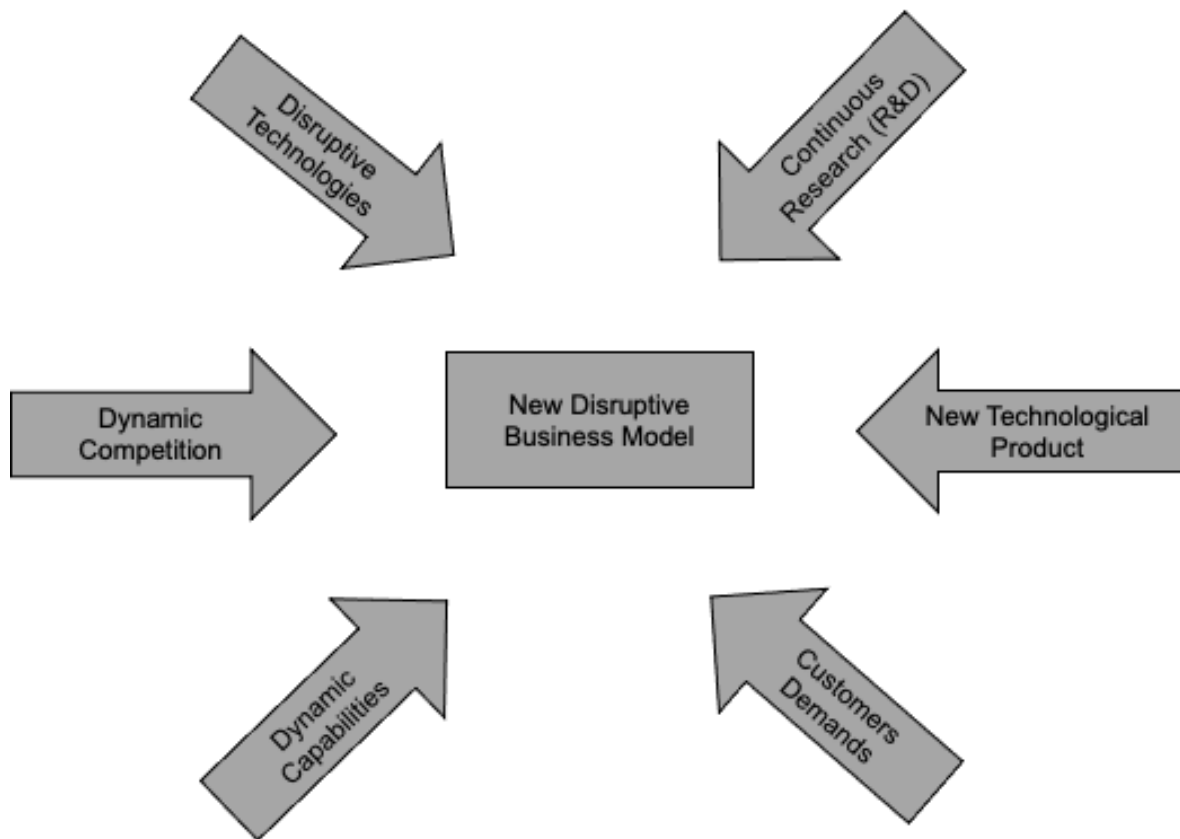 Disruptive
Technologies
Continuous
Research (R&D)
Dynamic
Competition
New Disruptive
Business Model
New Technological
Product
Dynamic
Capabilities
Customers
Demands